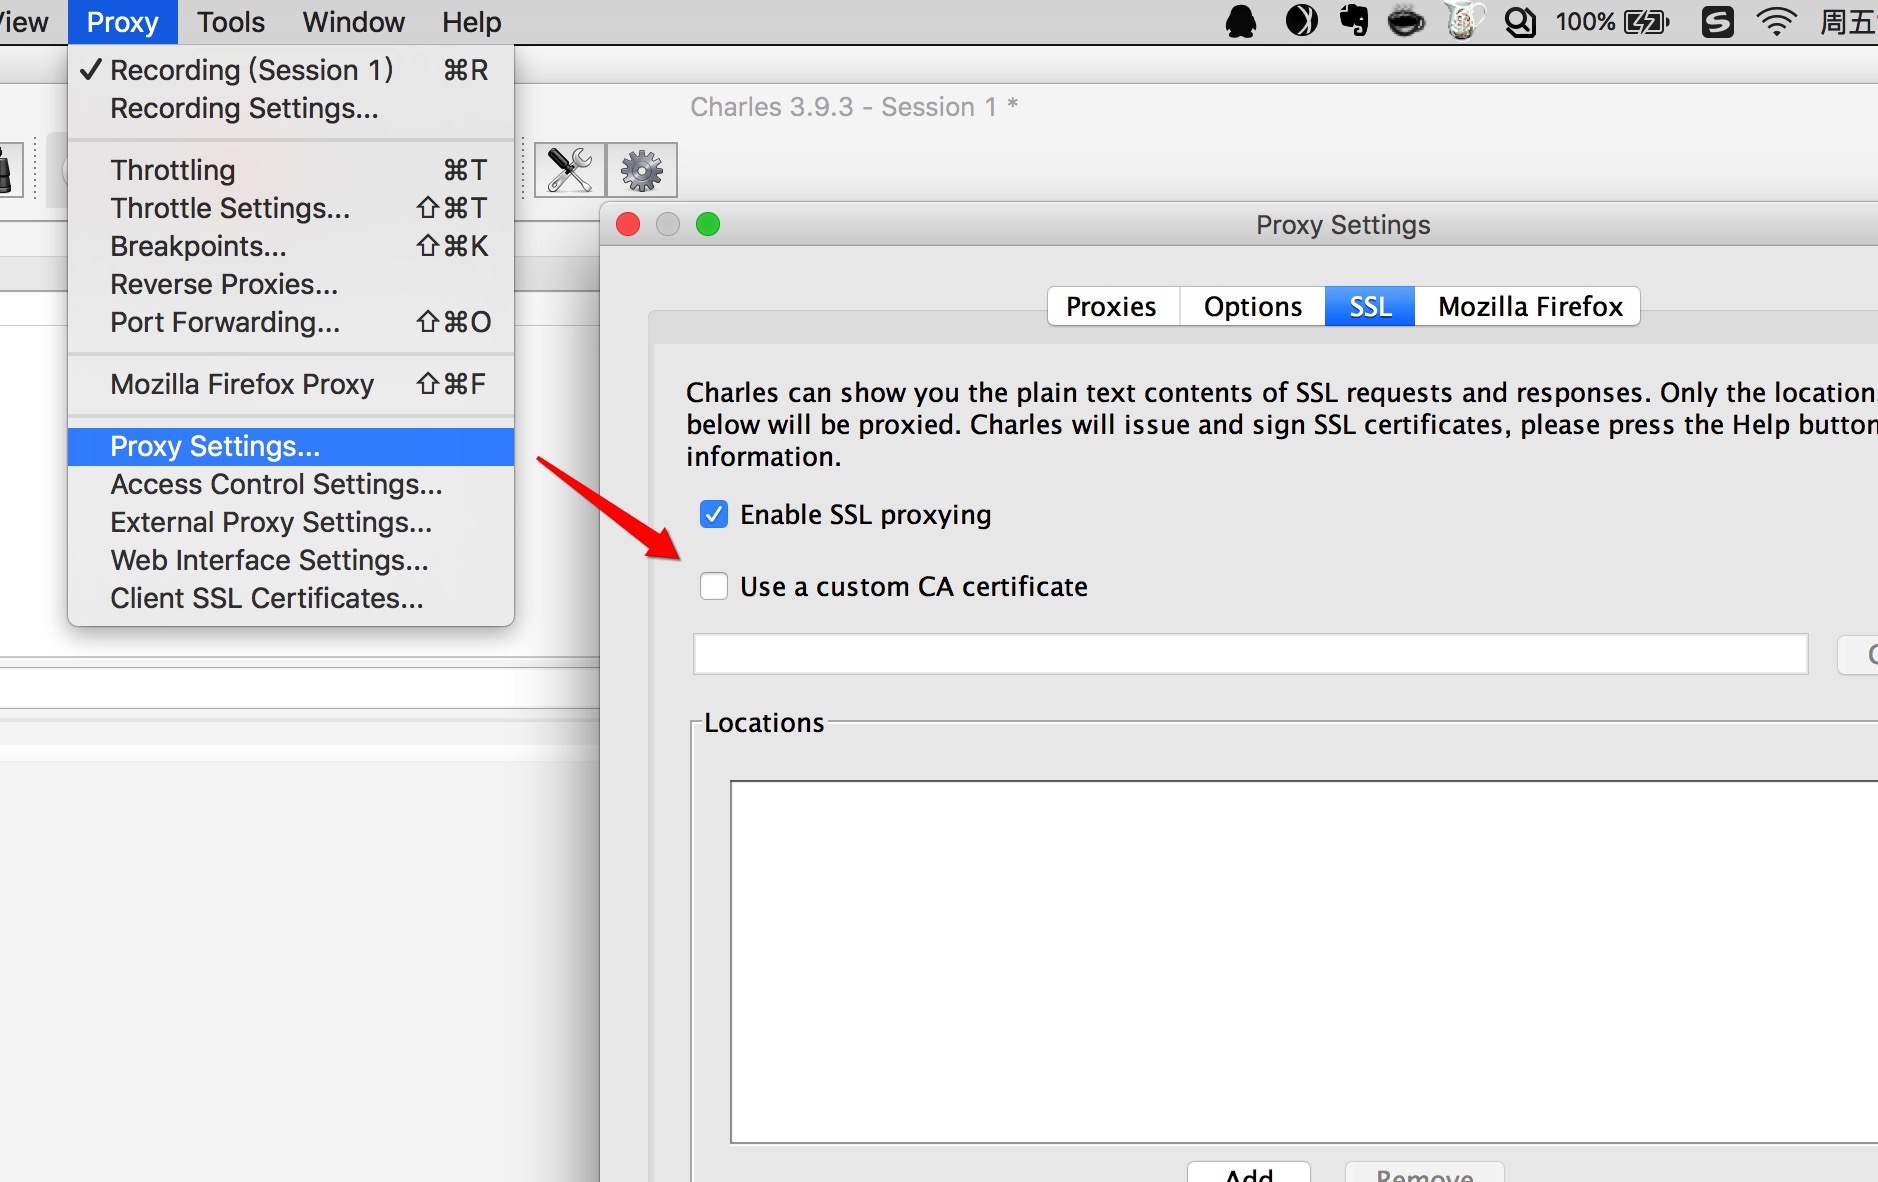 Proxy Tools Window Help 100% 周五
Recording (Session 1) ⌘R
Recording Settings...
Charles 3.9.3 - Session 1 *
Throttling ⌘T
Throttle Settings... ⇧⌘T
Breakpoints... ⇧⌘K
Reverse Proxies...
Port Forwarding... ⇧⌘O
Mozilla Firefox Proxy ⇧⌘F
Proxy Settings...
Access Control Settings...
External Proxy Settings...
Web Interface Settings...
Client SSL Certificates...
Proxy Settings
Proxies Options SSL Mozilla Firefox
Charles can show you the plain text contents of SSL requests and responses. Only the location
below will be proxied. Charles will issue and sign SSL certificates, please press the Help button
information.
Enable SSL proxying
Use a custom CA certificate
Locations
Add Remove